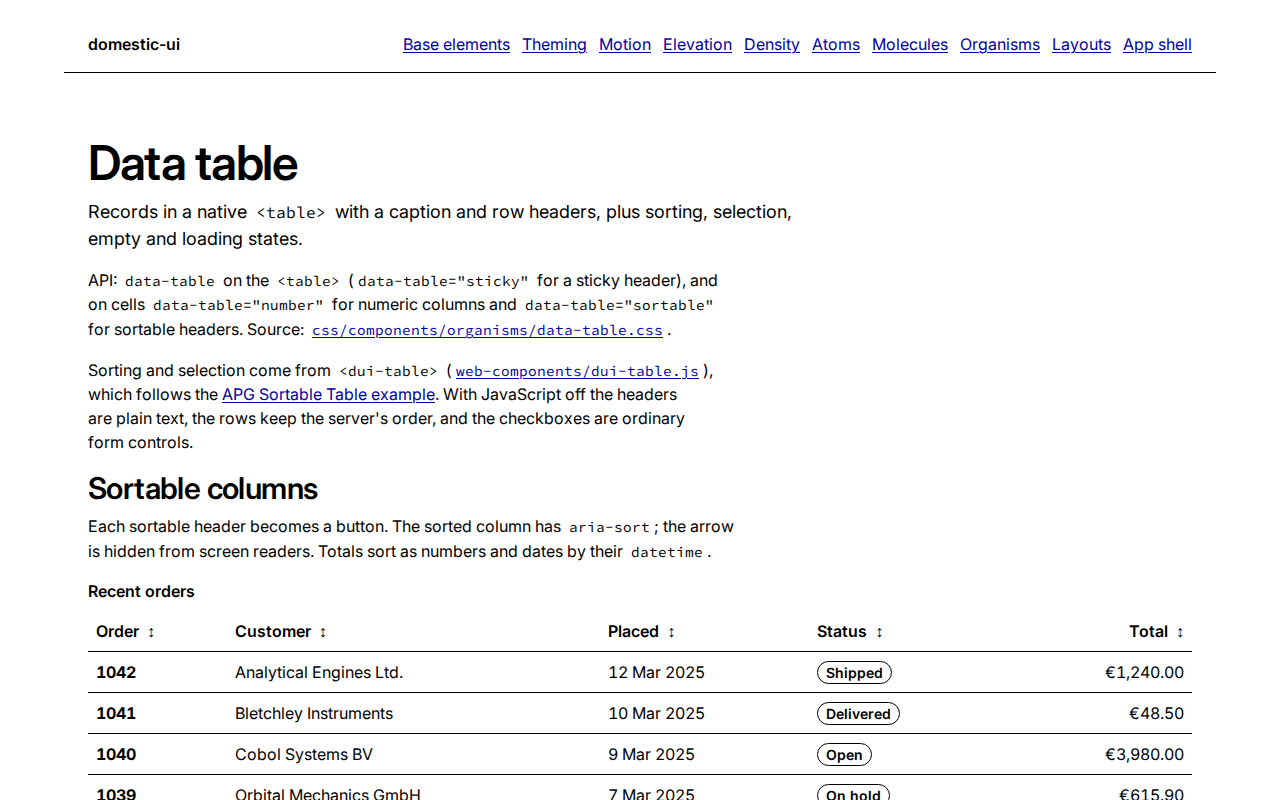 domestic-ui
Base elements Theming Motion Elevation Density Atoms Molecules Organisms Layouts App shell
Data table
Records in a native <table> with a caption and row headers, plus sorting, selection,
empty and loading states.
API: data-table on the <table> (data-table="sticky" for a sticky header), and
on cells data-table="number" for numeric columns and data-table="sortable"
for sortable headers. Source: css/components/organisms/data-table.css.
Sorting and selection come from <dui-table> (web-components/dui-table.js),
which follows the APG Sortable Table example. With JavaScript off the headers
are plain text, the rows keep the server's order, and the checkboxes are ordinary
form controls.
Sortable columns
Each sortable header becomes a button. The sorted column has aria-sort; the arrow
is hidden from screen readers. Totals sort as numbers and dates by their datetime.
Recent orders
Order ↕ Customer ↕ Placed ↕ Status ↕ Total ↕
1042 Analytical Engines Ltd. 12 Mar 2025 Shipped €1,240.00
1041 Bletchley Instruments 10 Mar 2025 Delivered €48.50
1040 Cobol Systems BV 9 Mar 2025 Open €3,980.00
1039 Orbital Mechanics GmbH 7 Mar 2025 On hold €615.90